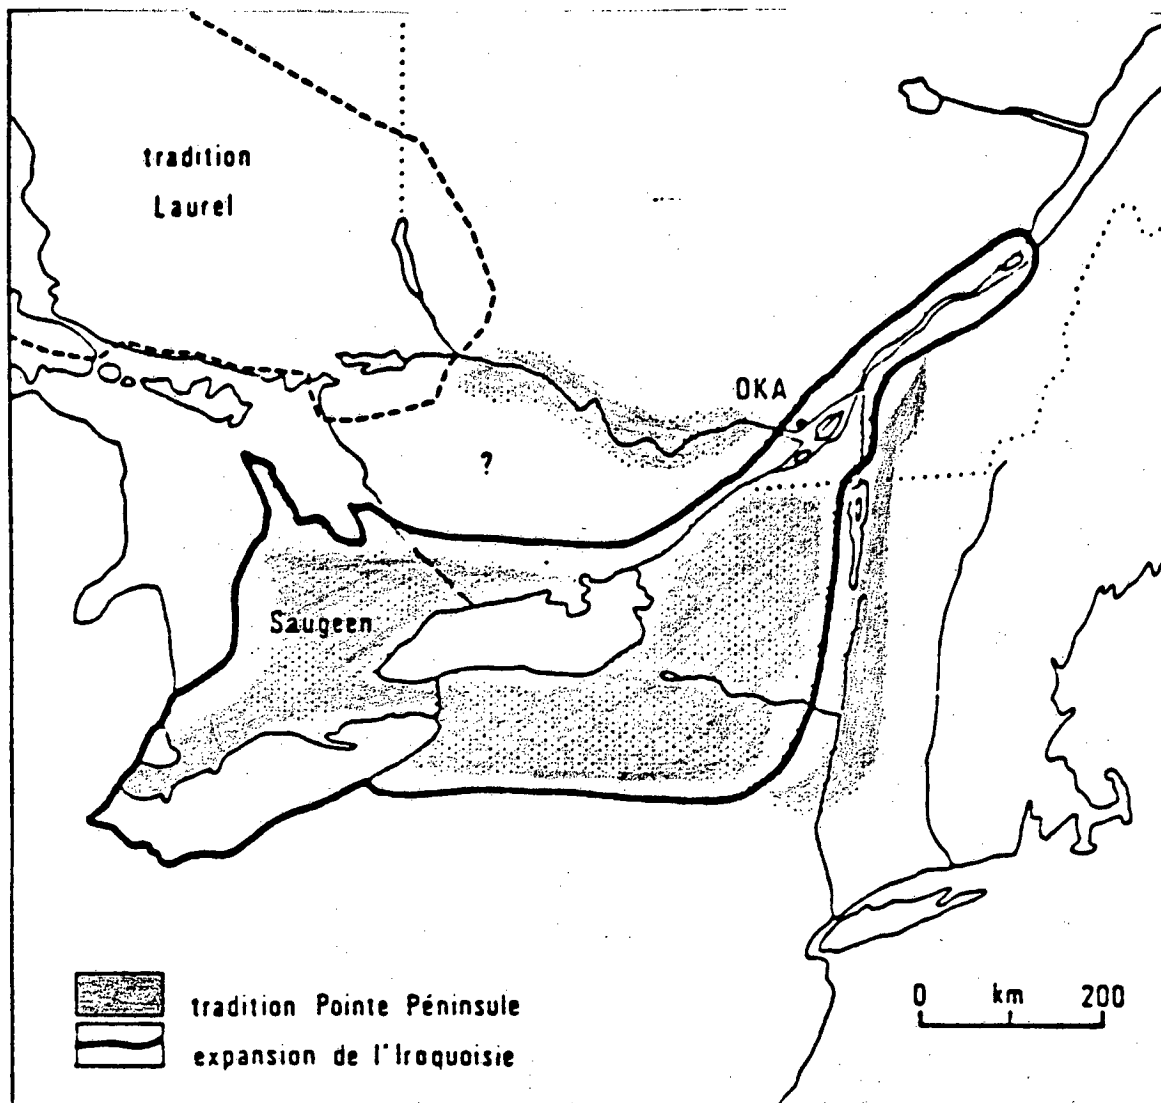 tradition
Laurel
OKA
?
Saugeen
tradition Pointe Péninsule
expansion de l'Iroquoisie
0 km 200